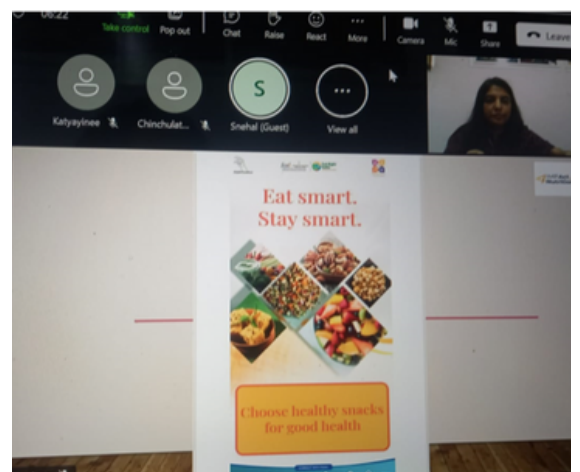 06:22
Take control
Pop out
Chat
Raise
React
More
Camera
Mic
Share
Leave
Katyayinee
Chinchulat...
S
Snehal (Guest)
...
View all
Eat smart.
Stay smart.
Choose healthy snacks
for good health